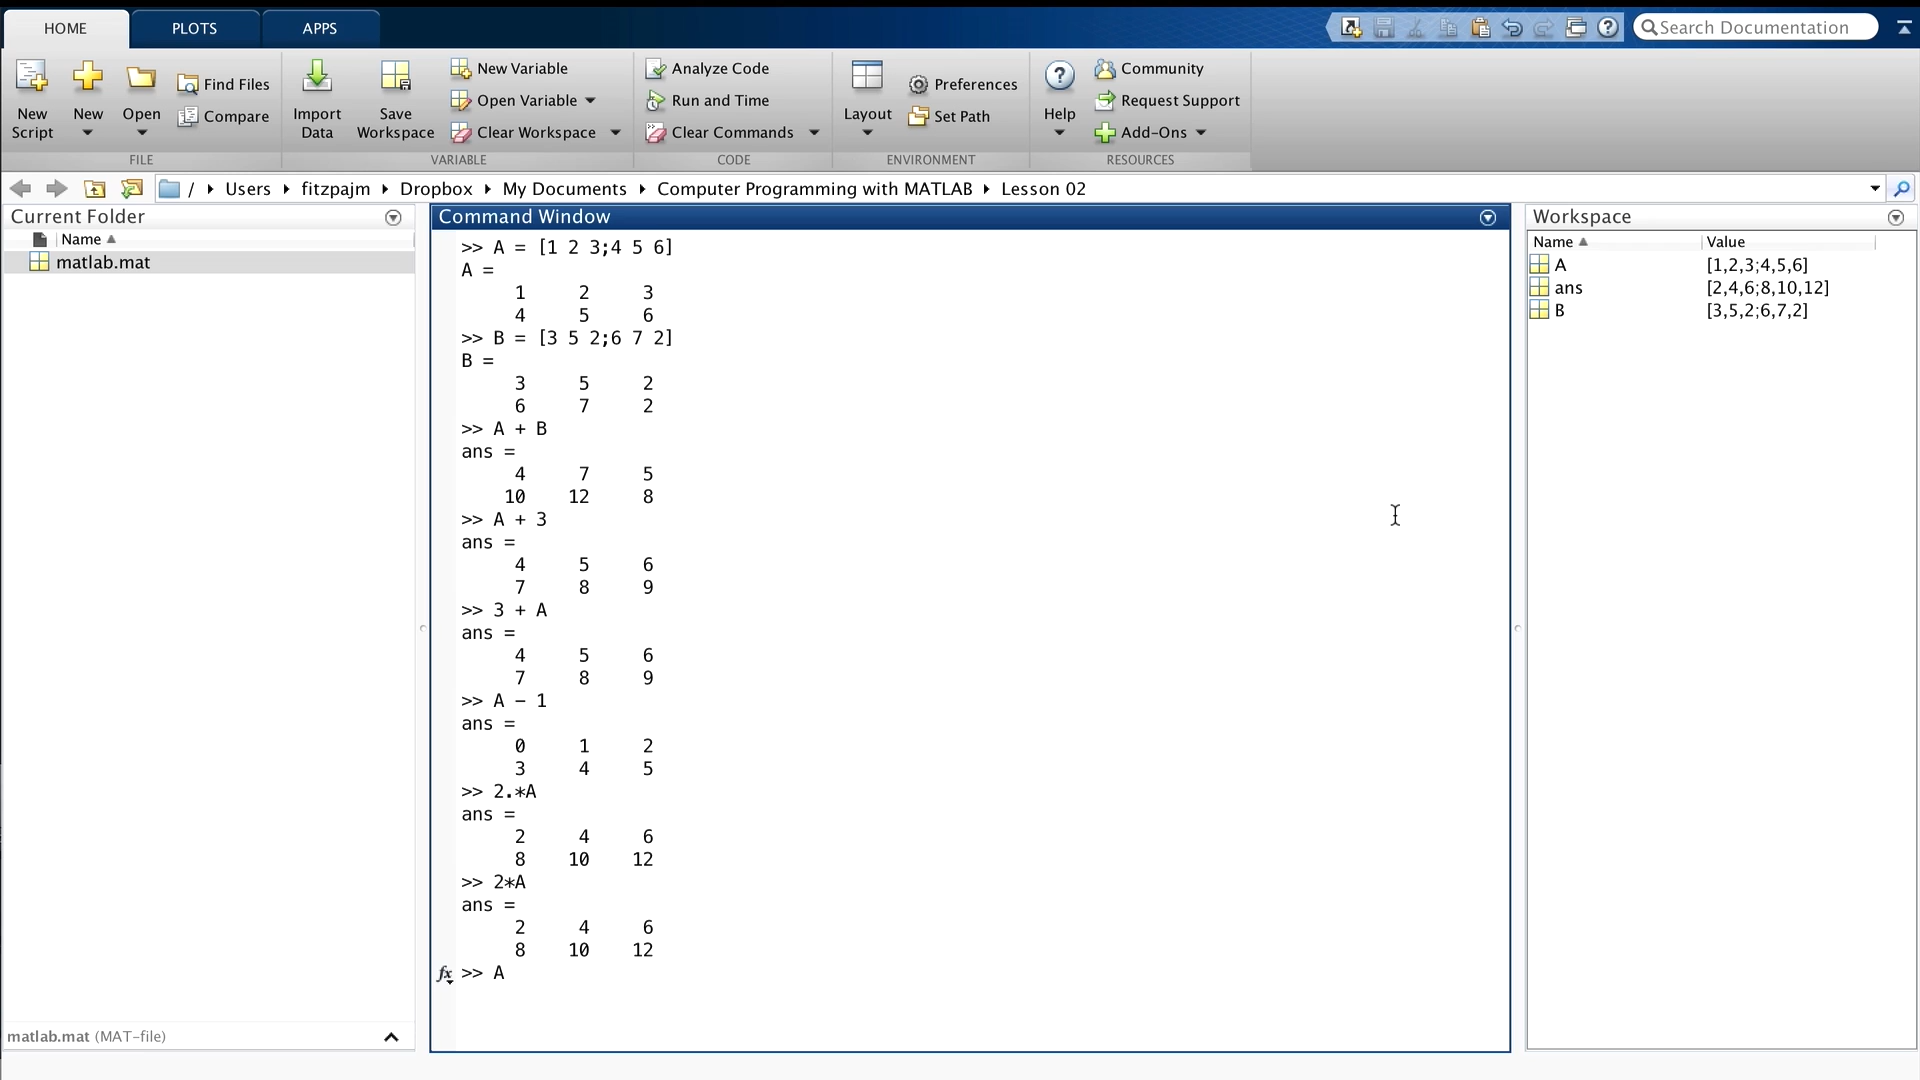 HOME PLOTS APPS
Search Documentation
New Script
New
Open
Find Files
Compare
FILE
Import Data
Save Workspace
New Variable
Open Variable
Clear Workspace
VARIABLE
Analyze Code
Run and Time
Clear Commands
CODE
Layout
Preferences
Set Path
ENVIRONMENT
Help
Community
Request Support
Add-Ons
RESOURCES
/ Users fitzpajm Dropbox My Documents Computer Programming with MATLAB Lesson 02
Current Folder
Name
matlab.mat
matlab.mat (MAT-file)
Command Window
>> A = [1 2 3;4 5 6]
A =
1 2 3
4 5 6
>> B = [3 5 2;6 7 2]
B =
3 5 2
6 7 2
>> A + B
ans =
4 7 5
10 12 8
>> A + 3
ans =
4 5 6
7 8 9
>> 3 + A
ans =
4 5 6
7 8 9
>> A - 1
ans =
0 1 2
3 4 5
>> 2.*A
ans =
2 4 6
8 10 12
>> 2*A
ans =
2 4 6
8 10 12
fx >> A
Workspace
Name Value
A [1,2,3;4,5,6]
ans [2,4,6;8,10,12]
B [3,5,2;6,7,2]